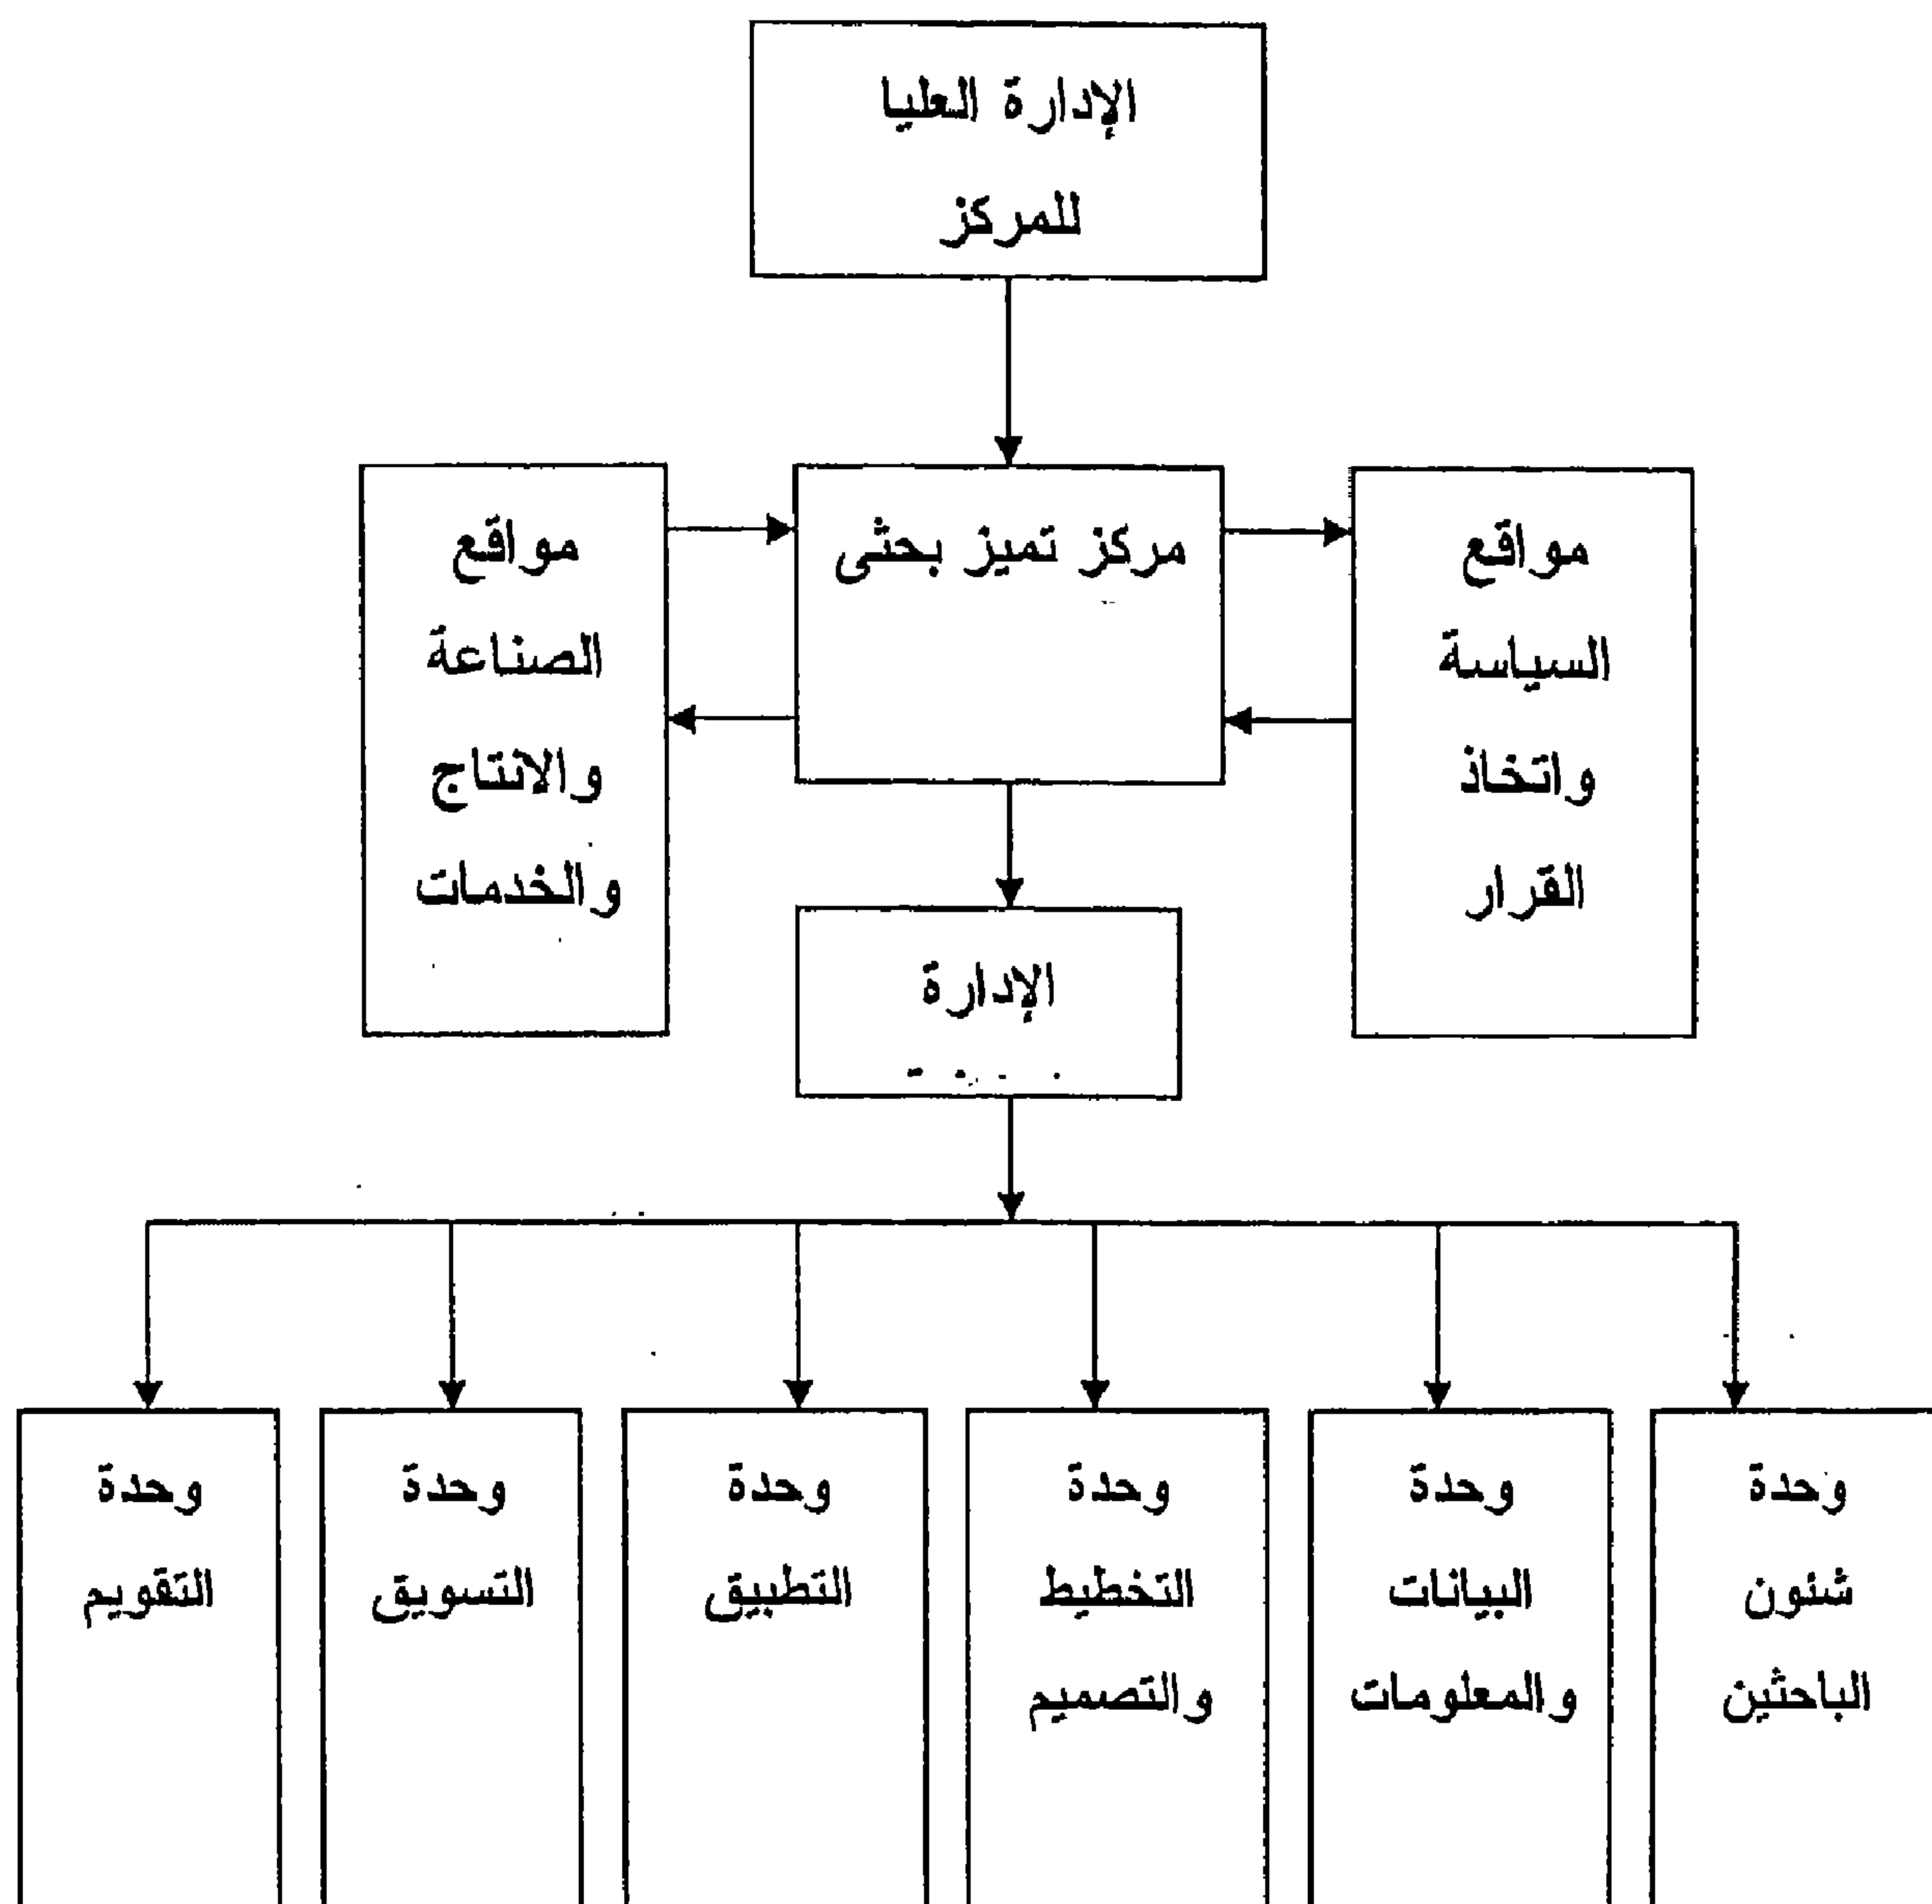 الإدارة العليا
للمركز
مواقع
السياسة
واتخاذ
القرار
مركز تميز بحثى
مواقع
الصناعة
والانتاج
والخدمات
الإدارة
وحدة
شئون
الباحثين
وحدة
البيانات
والمعلومات
وحدة
التخطيط
والتصميم
وحدة
التطبيق
وحدة
التسويق
وحدة
التقويم